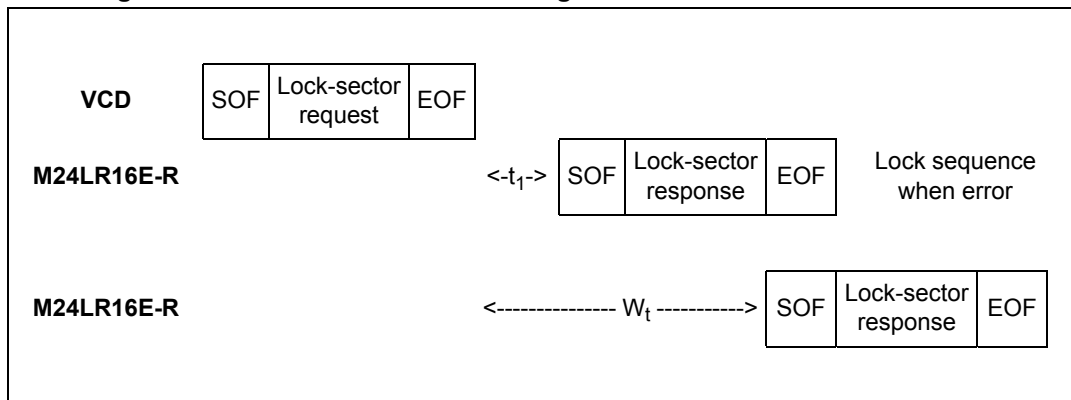 VCD SOF Lock-sector request EOF
M24LR16E-R <-t1-> SOF Lock-sector response EOF Lock sequence when error
M24LR16E-R <--------------- Wt -----------> SOF Lock-sector response EOF